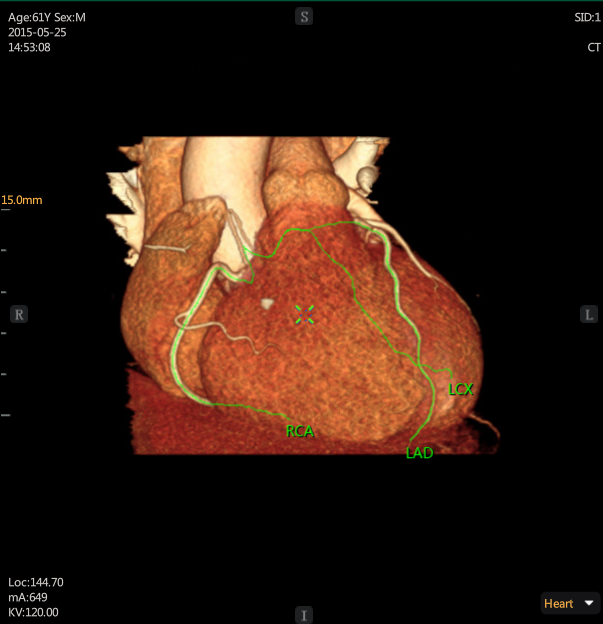 Age:61Y Sex:M
2015-05-25
14:53:08
S
SID:1
CT
15.0mm
R
L
LCX
RCA
LAD
Loc:144.70
mA:649
KV:120.00
I
Heart